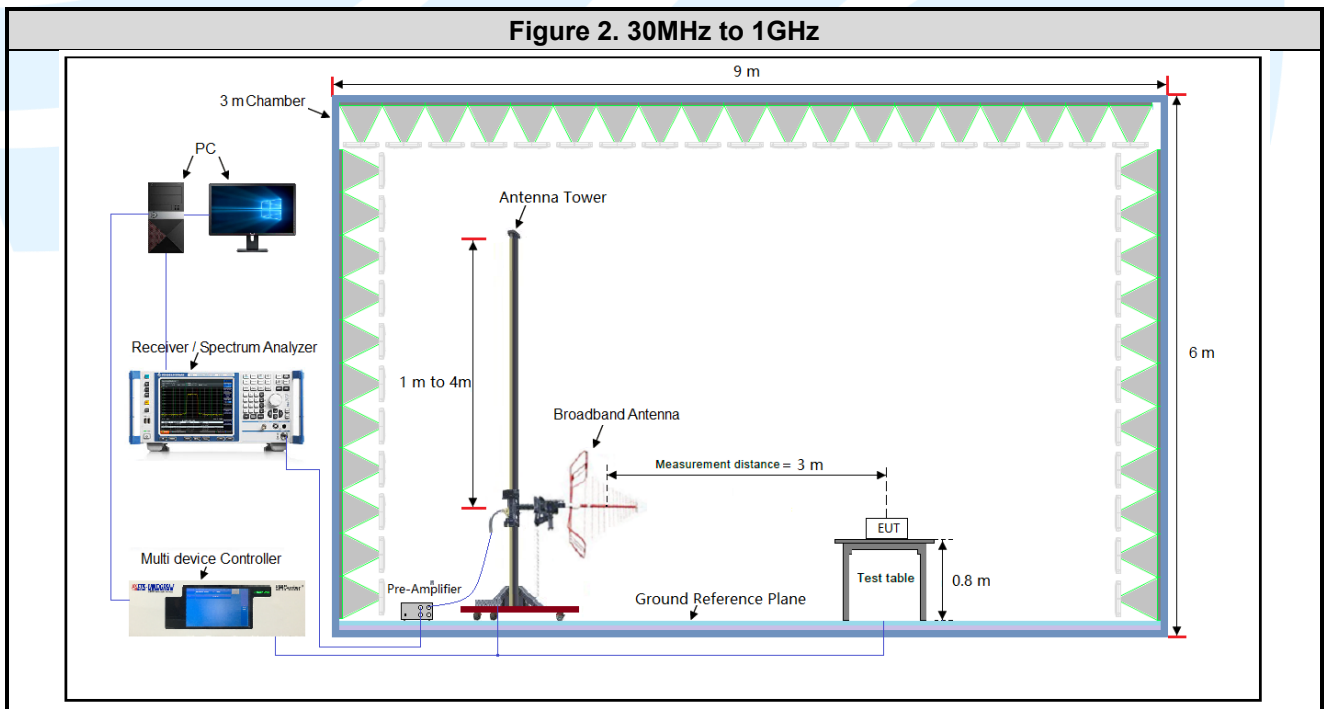 Figure 2. 30MHz to 1GHz
9 m
3 m Chamber
PC
Antenna Tower
Receiver / Spectrum Analyzer
1 m to 4m
6 m
Broadband Antenna
Measurement distance = 3 m
EUT
Multi device Controller
Pre-Amplifier
Test table
0.8 m
Ground Reference Plane